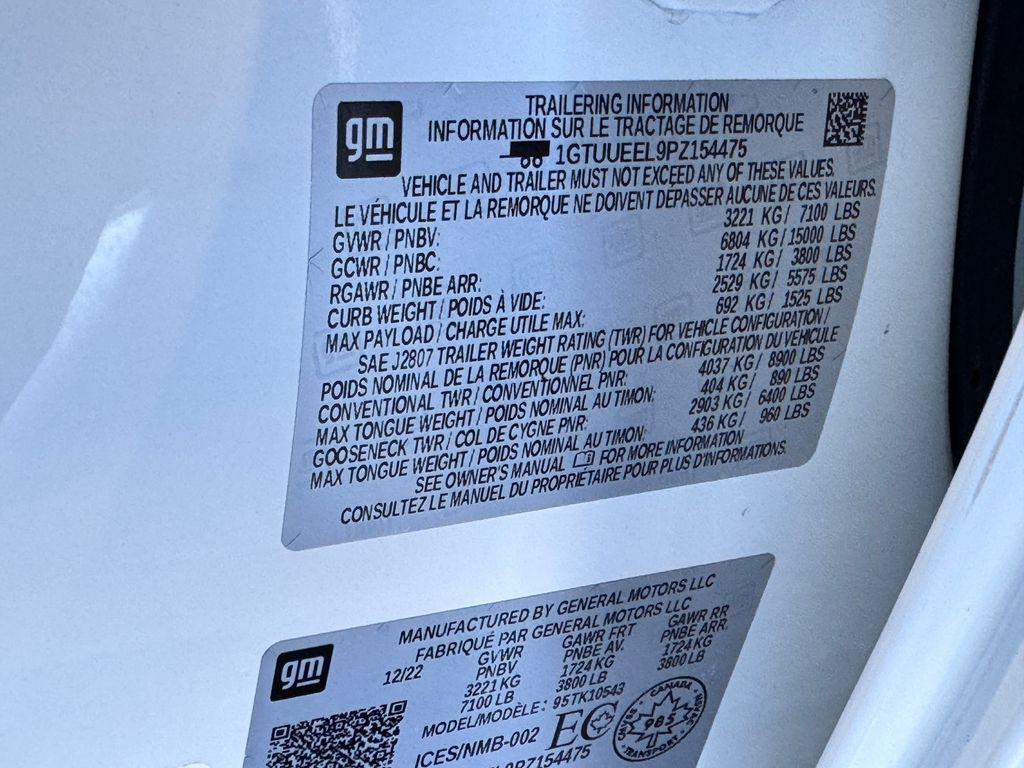 gm
TRAILERING INFORMATION
INFORMATION SUR LE TRACTAGE DE REMORQUE
1GTUUEEL9PZ154475
VEHICLE AND TRAILER MUST NOT EXCEED ANY OF THESE VALUES.
LE VÉHICULE ET LA REMORQUE NE DOIVENT DÉPASSER AUCUNE DE CES VALEURS.
GVWR / PNBV: 3221 KG/ 7100 LBS
GCWR / PNBC: 6804 KG/15000 LBS
RGAWR / PNBE ARR: 1724 KG/ 3800 LBS
CURB WEIGHT / POIDS À VIDE: 2529 KG/ 5575 LBS
MAX PAYLOAD / CHARGE UTILE MAX: 692 KG/ 1525 LBS
SAE J2807 TRAILER WEIGHT RATING (TWR) FOR VEHICLE CONFIGURATION /
POIDS NOMINAL DE LA REMORQUE (PNR) POUR LA CONFIGURATION DU VÉHICULE
CONVENTIONAL TWR / CONVENTIONNEL PNR: 4037 KG/ 8900 LBS
MAX TONGUE WEIGHT / POIDS NOMINAL AU TIMON: 404 KG/ 890 LBS
GOOSENECK TWR / COL DE CYGNE PNR: 2903 KG/ 6400 LBS
MAX TONGUE WEIGHT / POIDS NOMINAL AU TIMON: 436 KG/ 960 LBS
SEE OWNER'S MANUAL FOR MORE INFORMATION
CONSULTEZ LE MANUEL DU PROPRIÉTAIRE POUR PLUS D'INFORMATIONS.
gm
MANUFACTURED BY GENERAL MOTORS LLC
FABRIQUÉ PAR GENERAL MOTORS LLC
12/22 GVWR GAWR FRT GAWR RR
PNBV PNBE AV. PNBE ARR.
3221 KG 1724 KG 1724 KG
7100 LB 3800 LB 3800 LB
MODEL/MODÈLE: 95TK10543
ICES/NMB-002 EC
CANADA
985
TRANSPORT
L9PZ154475